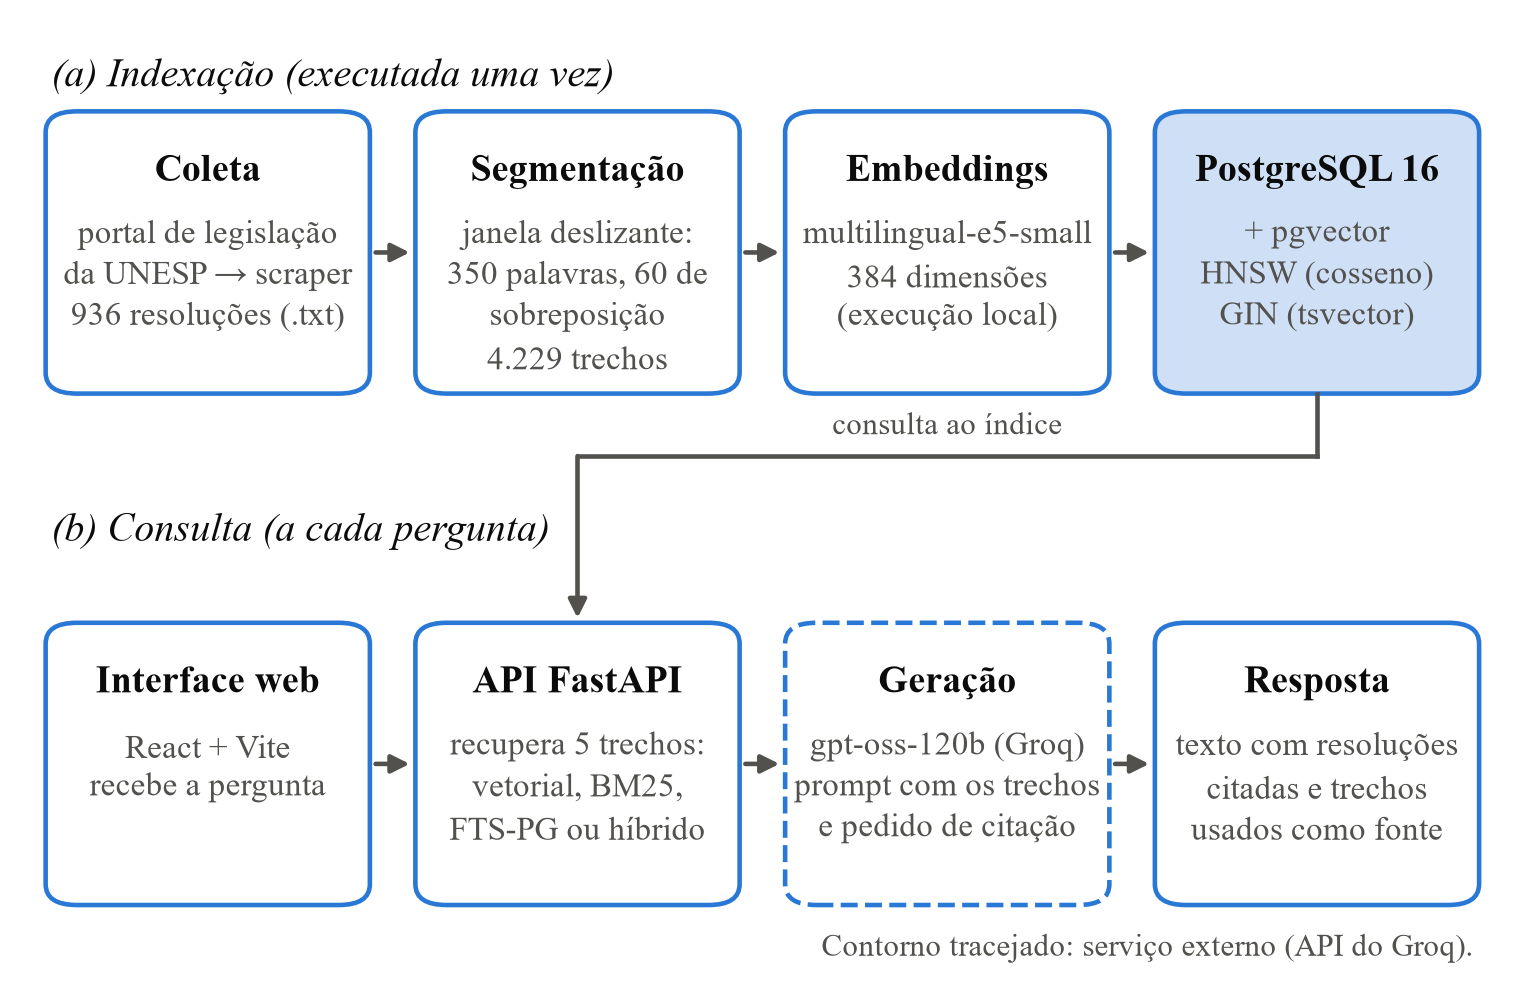 (a) Indexação (executada uma vez)
Coleta
portal de legislação
da UNESP → scraper
936 resoluções (.txt)
Segmentação
janela deslizante:
350 palavras, 60 de
sobreposição
4.229 trechos
Embeddings
multilingual-e5-small
384 dimensões
(execução local)
PostgreSQL 16
+ pgvector
HNSW (cosseno)
GIN (tsvector)
consulta ao índice
(b) Consulta (a cada pergunta)
Interface web
React + Vite
recebe a pergunta
API FastAPI
recupera 5 trechos:
vetorial, BM25,
FTS-PG ou híbrido
Geração
gpt-oss-120b (Groq)
prompt com os trechos
e pedido de citação
Resposta
texto com resoluções
citadas e trechos
usados como fonte
Contorno tracejado: serviço externo (API do Groq).